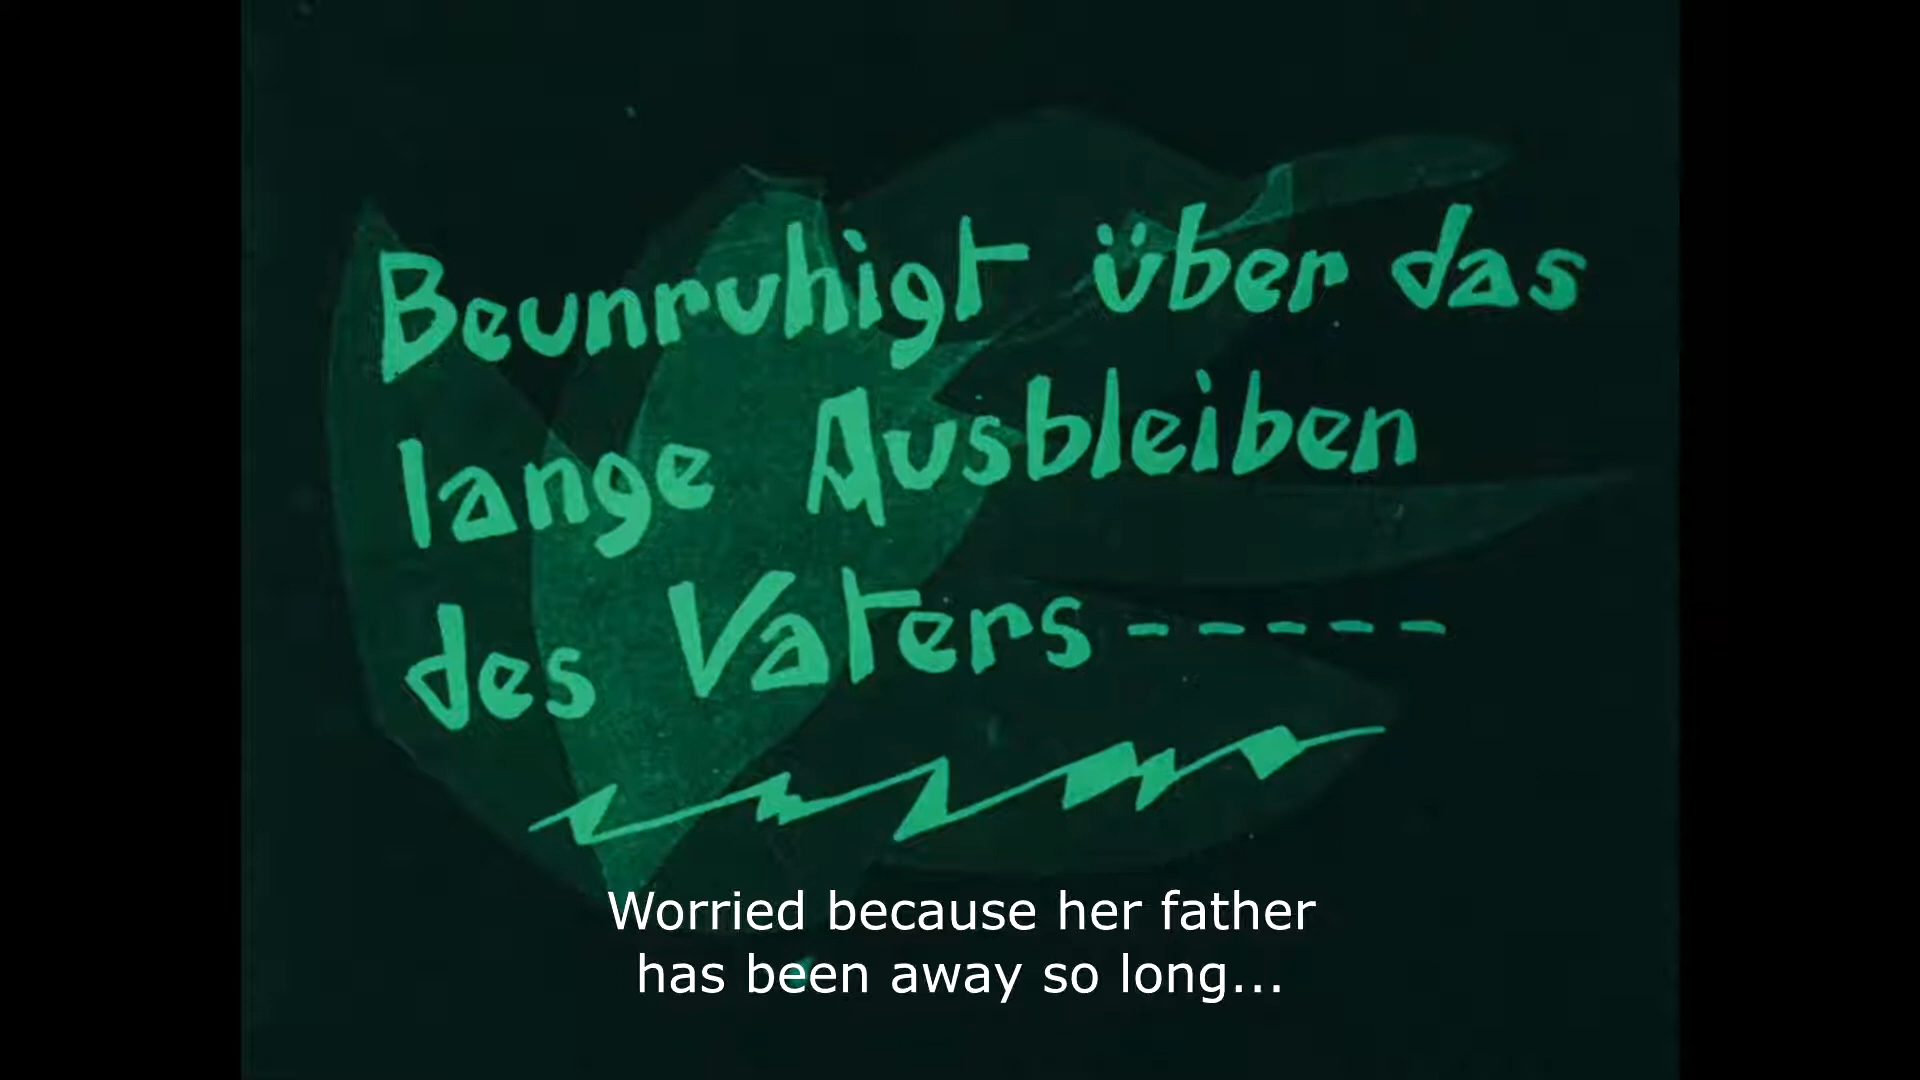 Beunruhigt über das
lange Ausbleiben
des Vaters-----
Worried because her father
has been away so long...